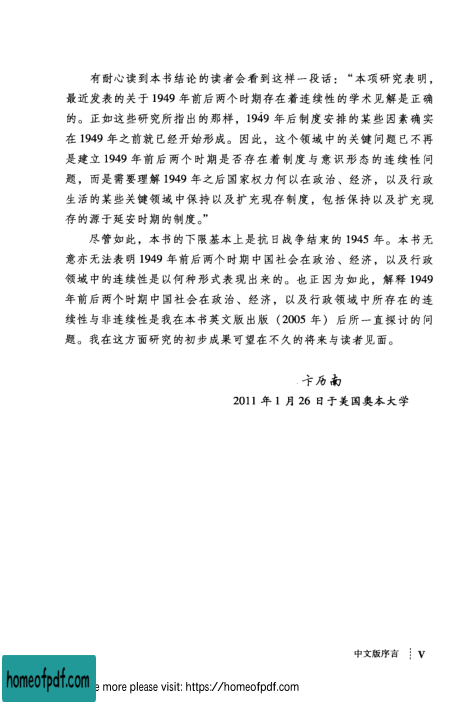 有耐心读到本书结论的读者会看到这样一段话：“本项研究表明，
最近发表的关于 1949 年前后两个时期存在着连续性的学术见解是正确
的。正如这些研究所指出的那样，1949 年后制度安排的某些因素确实
在 1949 年之前就已经开始形成。因此，这个领域中的关键问题已不再
是建立 1949 年前后两个时期是否存在着制度与意识形态的连续性问
题，而是需要理解 1949 年之后国家权力何以在政治、经济，以及行政
生活的某些关键领域中保持以及扩充现存制度，包括保持以及扩充现
存的源于延安时期的制度。”
尽管如此，本书的下限基本上是抗日战争结束的 1945 年。本书无
意亦无法表明 1949 年前后两个时期中国社会在政治、经济，以及行政
领域中的连续性是以何种形式表现出来的。也正因为如此，解释 1949
年前后两个时期中国社会在政治、经济，以及行政领域中所存在的连
续性与非连续性是我在本书英文版出版（2005 年）后所一直探讨的问
题。我在这方面研究的初步成果可望在不久的将来与读者见面。
卞历南
2011 年 1 月 26 日于美国奥本大学
中文版序言 V
homeofpdf.com
e more please visit: https://homeofpdf.com